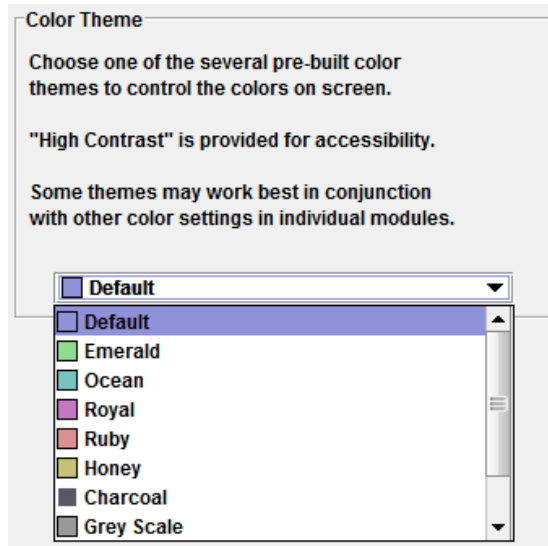 Color Theme
Choose one of the several pre-built color
themes to control the colors on screen.
"High Contrast" is provided for accessibility.
Some themes may work best in conjunction
with other color settings in individual modules.
Default
Default
Emerald
Ocean
Royal
Ruby
Honey
Charcoal
Grey Scale